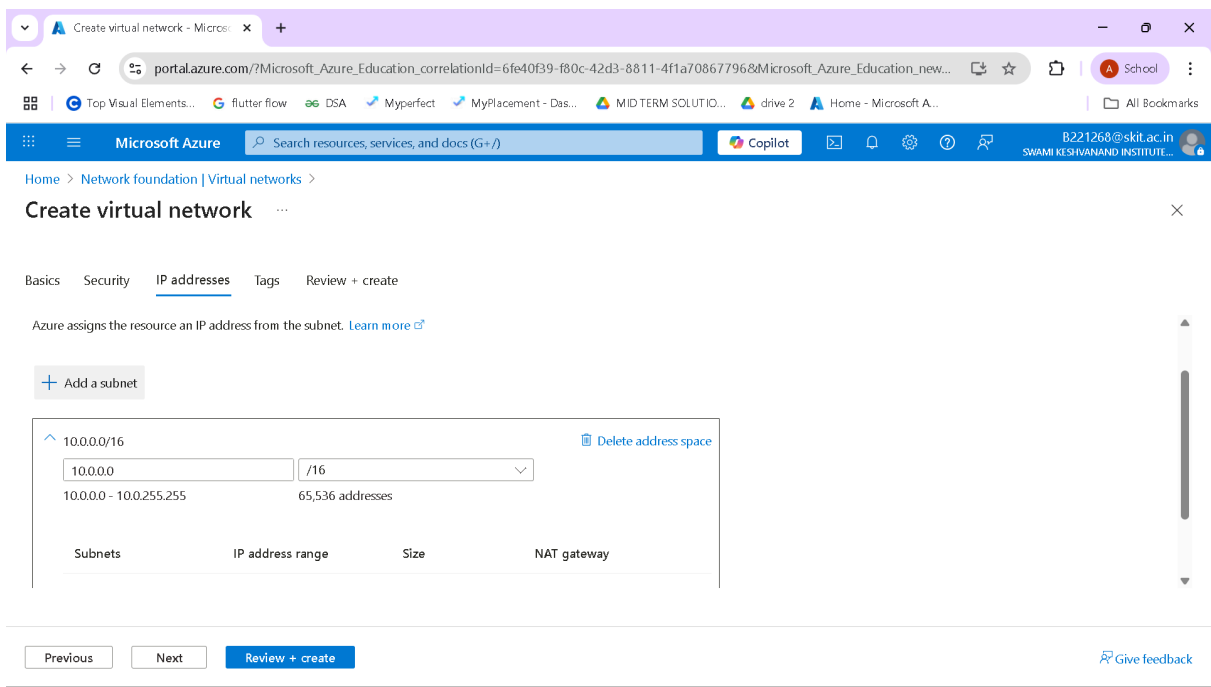 Create virtual network - Microsc
portal.azure.com/?Microsoft_Azure_Education_correlationId=6fe40f39-f80c-42d3-8811-4f1a70867796&Microsoft_Azure_Education_new...
School
Top Visual Elements...
flutter flow
DSA
Myperfect
MyPlacement - Das...
MID TERM SOLUTIO...
drive 2
Home - Microsoft A...
All Bookmarks
Microsoft Azure
Search resources, services, and docs (G+/)
Copilot
B221268@skit.ac.in
SWAMI KESHVANAND INSTITUTE...
Home > Network foundation | Virtual networks >
Create virtual network ...
Basics Security IP addresses Tags Review + create
Azure assigns the resource an IP address from the subnet. Learn more
+ Add a subnet
10.0.0.0/16 Delete address space
10.0.0.0 /16
10.0.0.0 - 10.0.255.255 65,536 addresses
Subnets IP address range Size NAT gateway
Previous Next Review + create Give feedback